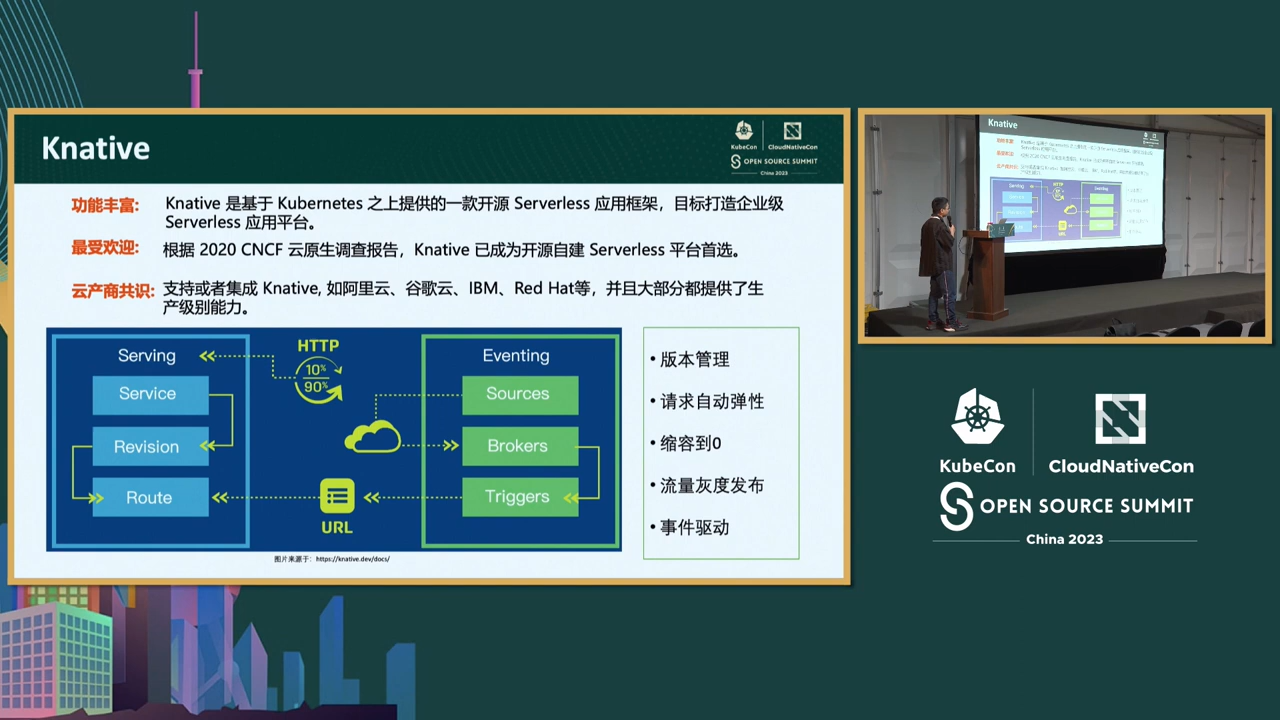 Knative
KubeCon
CloudNativeCon
OPEN SOURCE SUMMIT
China 2023
功能丰富:
Knative 是基于 Kubernetes 之上提供的一款开源 Serverless 应用框架，目标打造企业级
Serverless 应用平台。
最受欢迎:
根据 2020 CNCF 云原生调查报告，Knative 已成为开源自建 Serverless 平台首选。
云产商共识:
支持或者集成 Knative, 如阿里云、谷歌云、IBM、Red Hat等，并且大部分都提供了生
产级别能力。
Serving
Service
Revision
Route
HTTP
10%
90%
URL
Eventing
Sources
Brokers
Triggers
• 版本管理
• 请求自动弹性
• 缩容到0
• 流量灰度发布
• 事件驱动
图片来源于：https://knative.dev/docs/
Knative
Serving
HTTP
URL
Eventing
KubeCon
CloudNativeCon
OPEN SOURCE SUMMIT
China 2023